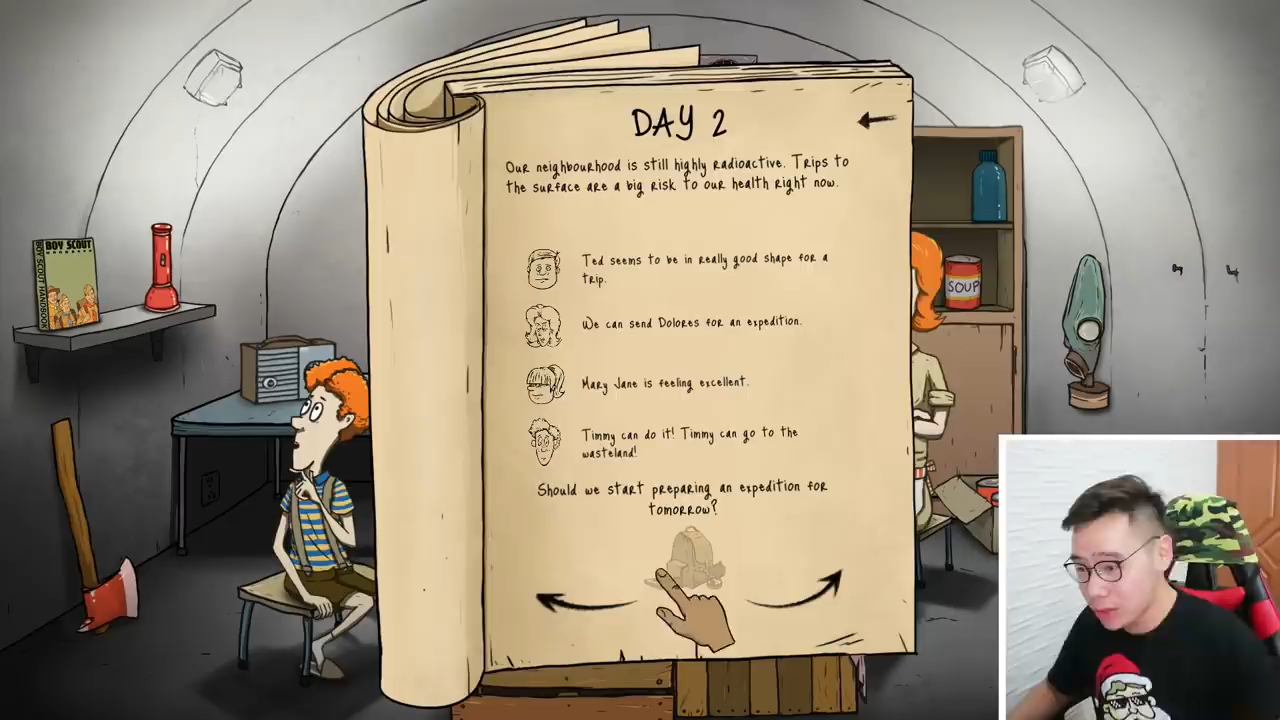 DAY 2
Our neighbourhood is still highly radioactive. Trips to
the surface are a big risk to our health right now.
Ted seems to be in really good shape for a
trip.
We can send Dolores for an expedition.
Mary Jane is feeling excellent.
Timmy can do it! Timmy can go to the
wasteland!
Should we start preparing an expedition for
tomorrow?
BOY SCOUT
BOY SCOUT HANDBOOK
SOUP